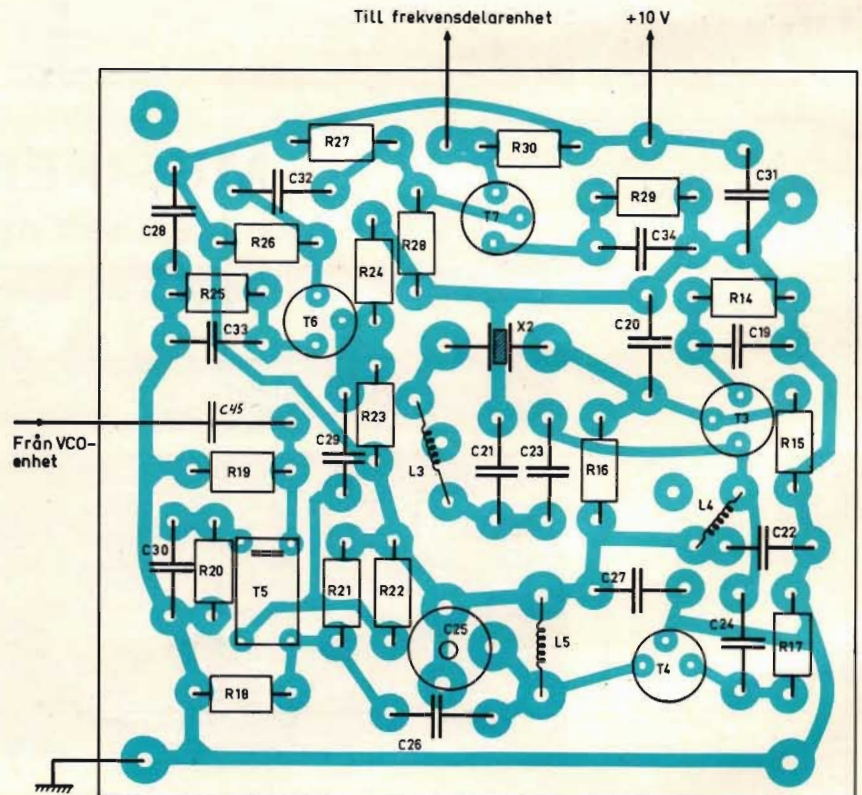 Till frekvensdelarenhet
+10 V
R27
R30
C32
R29
C31
C28
T7
C34
R26
R28
R24
R25
R14
T6
X2
C20
C33
C19
C45
T3
Från VCO-
enhet
C29
R23
R15
L3
C21
C23
R16
R19
L4
C22
C30
R20
T5
R21
R22
C27
C25
L5
C24
R17
T4
R18
C26